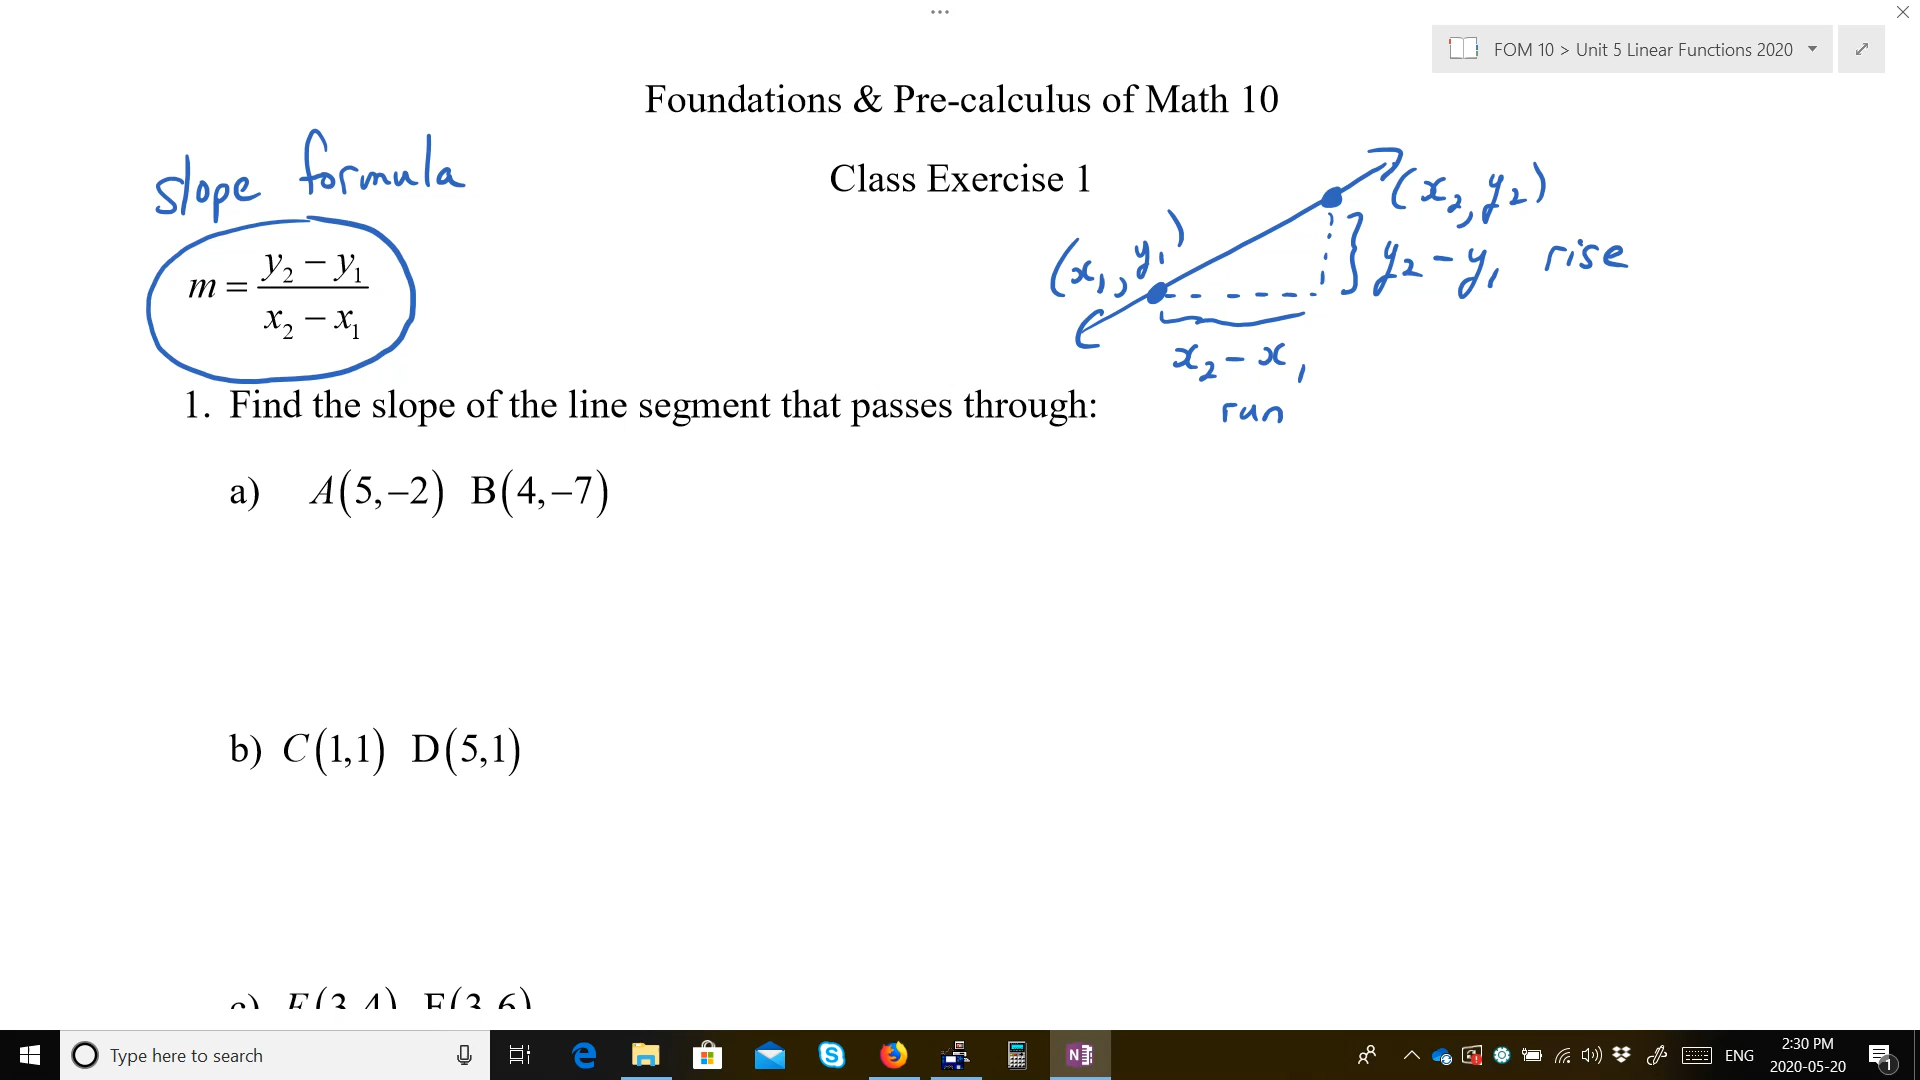 FOM 10 > Unit 5 Linear Functions 2020
Foundations & Pre-calculus of Math 10
Class Exercise 1
slope formula
m = (y₂ − y₁)/(x₂ − x₁)
(x₁, y₁)
(x₂, y₂)
y₂ − y₁ rise
x₂ − x₁
run
1. Find the slope of the line segment that passes through:
a) A(5,−2) B(4,−7)
b) C(1,1) D(5,1)
Type here to search
ENG
2:30 PM
2020-05-20
1